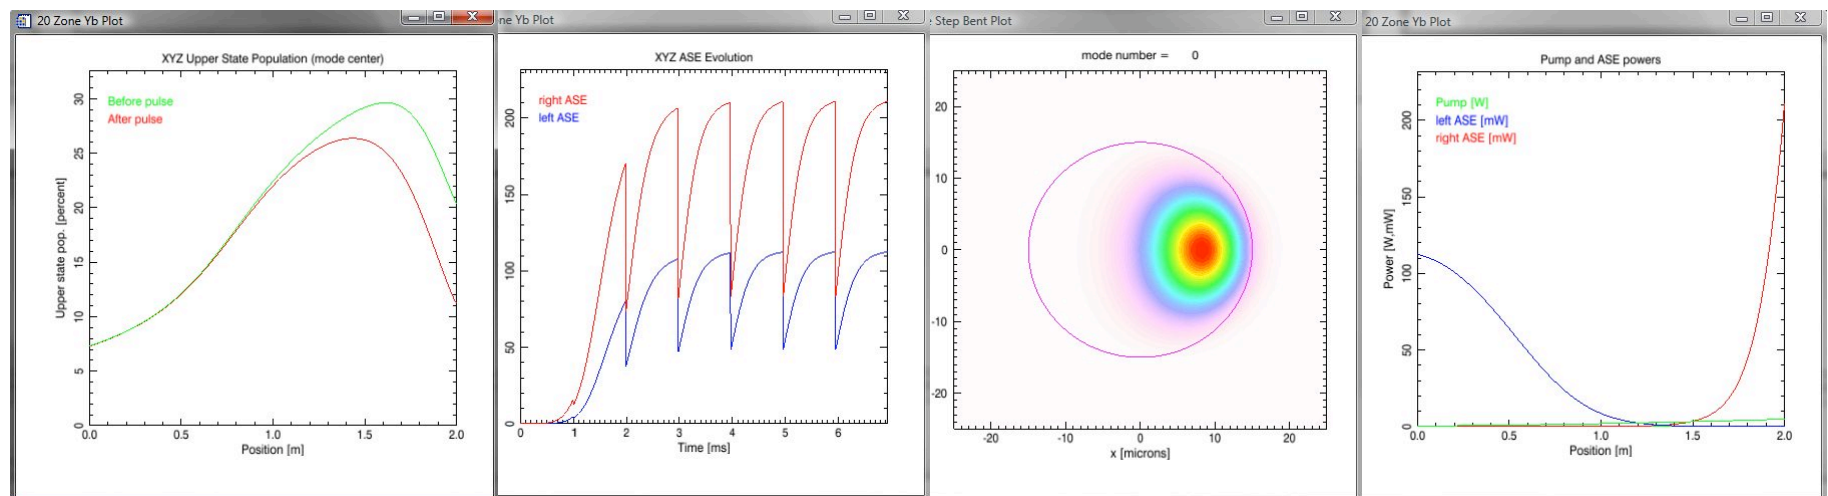 20 Zone Yb Plot
XYZ Upper State Population (mode center)
Before pulse
After pulse
Upper state pop. [percent]
30
25
20
15
10
5
0
0.0 0.5 1.0 1.5 2.0
Position [m]
ne Yb Plot
XYZ ASE Evolution
right ASE
left ASE
200
150
100
50
0
0 1 2 3 4 5 6
Time [ms]
: Step Bent Plot
mode number = 0
20
10
0
-10
-20
-20 -10 0 10 20
x [microns]
20 Zone Yb Plot
Pump and ASE powers
Pump [W]
left ASE [mW]
right ASE [mW]
Power [W,mW]
200
150
100
50
0
0.0 0.5 1.0 1.5 2.0
Position [m]